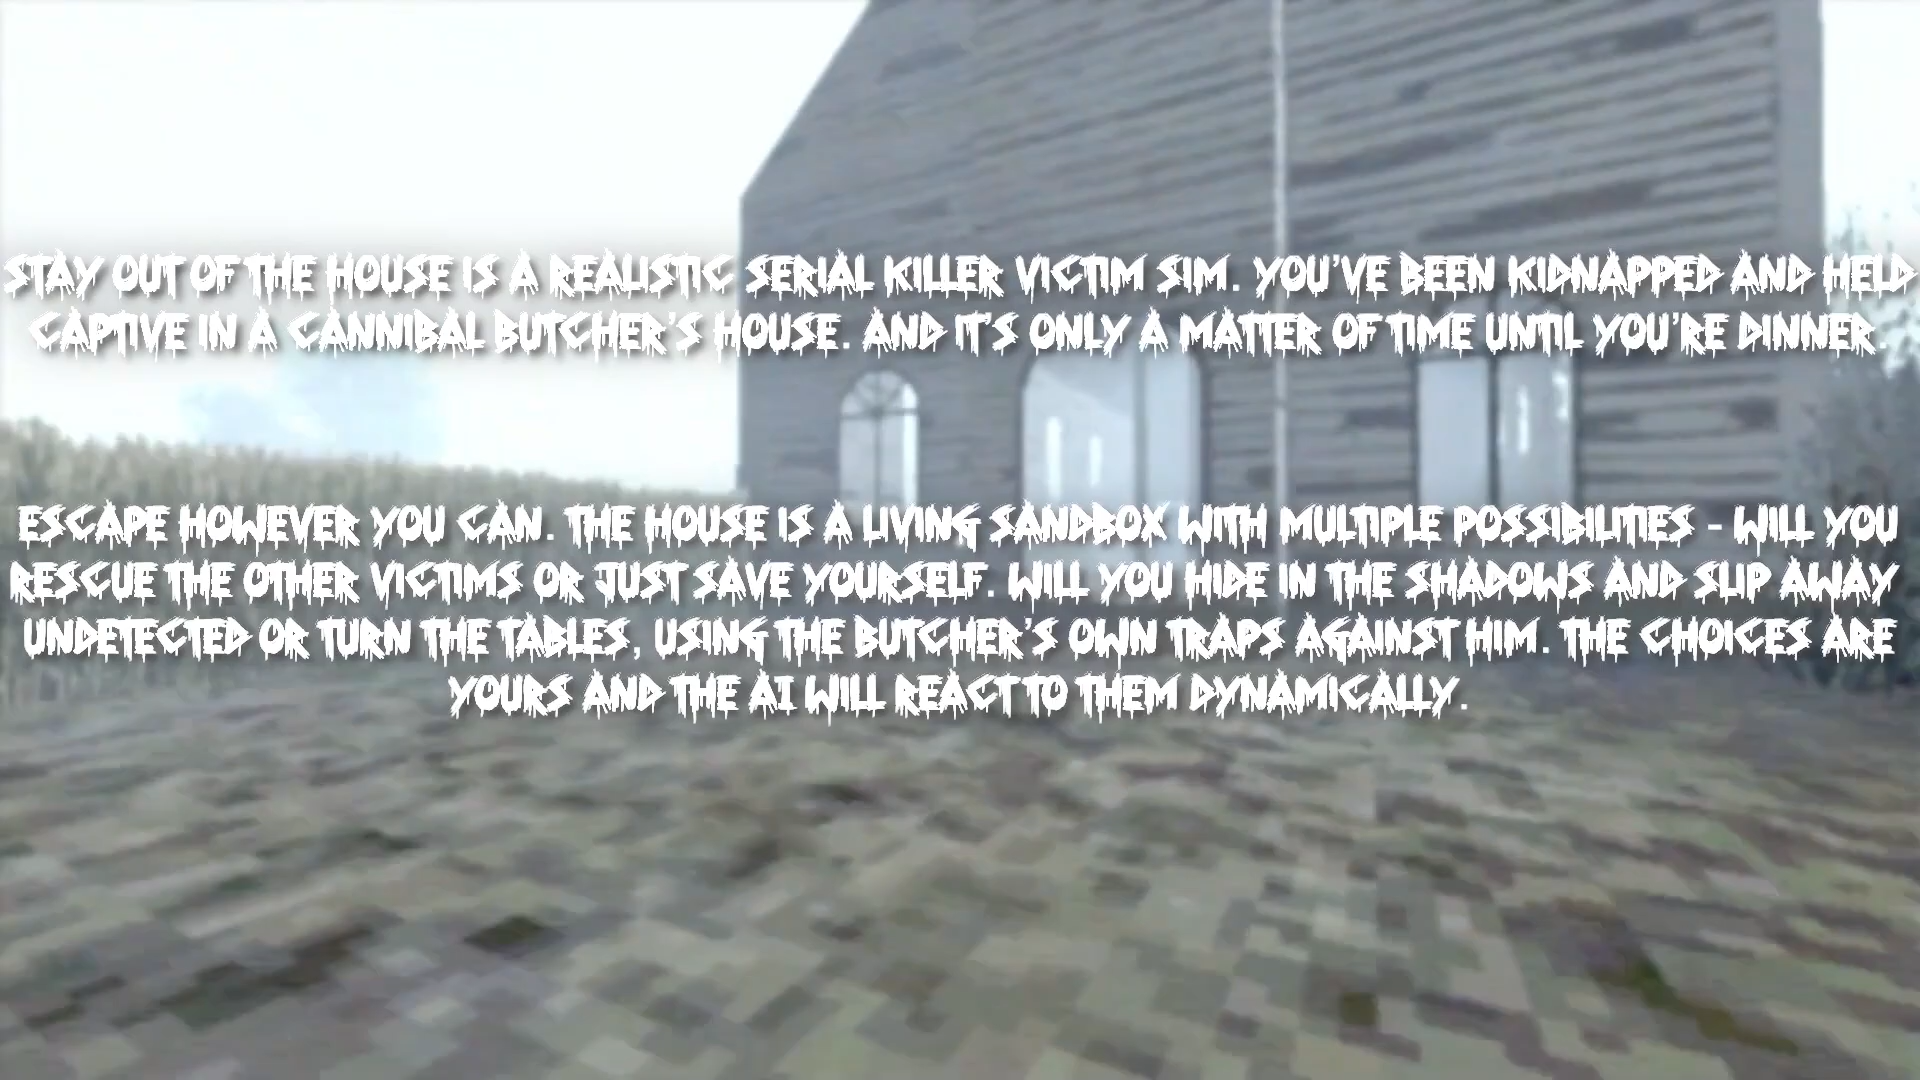 STAY OUT OF THE HOUSE IS A REALISTIC SERIAL KILLER VICTIM SIM. YOU'VE BEEN KIDNAPPED AND HELD
CAPTIVE IN A CANNIBAL BUTCHER'S HOUSE. AND IT'S ONLY A MATTER OF TIME UNTIL YOU'RE DINNER.
ESCAPE HOWEVER YOU CAN. THE HOUSE IS A LIVING SANDBOX WITH MULTIPLE POSSIBILITIES - WILL YOU
RESCUE THE OTHER VICTIMS OR JUST SAVE YOURSELF. WILL YOU HIDE IN THE SHADOWS AND SLIP AWAY
UNDETECTED OR TURN THE TABLES, USING THE BUTCHER'S OWN TRAPS AGAINST HIM. THE CHOICES ARE
YOURS AND THE AI WILL REACT TO THEM DYNAMICALLY.